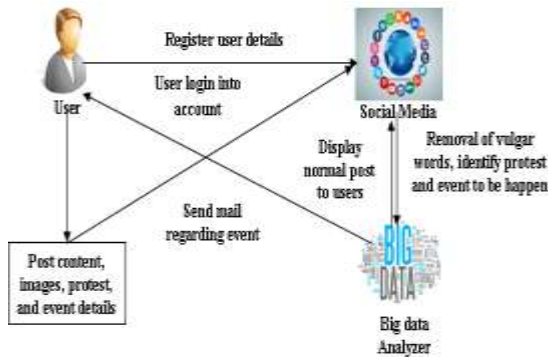 Register user details
User login into
account
User
Social Media
Display
normal post
to users
Removal of vulgar
words, identify protest
and event to be happen
Send mail
regarding event
Post content,
images, protest,
and event details
BIG
DATA
Big data
Analyzer